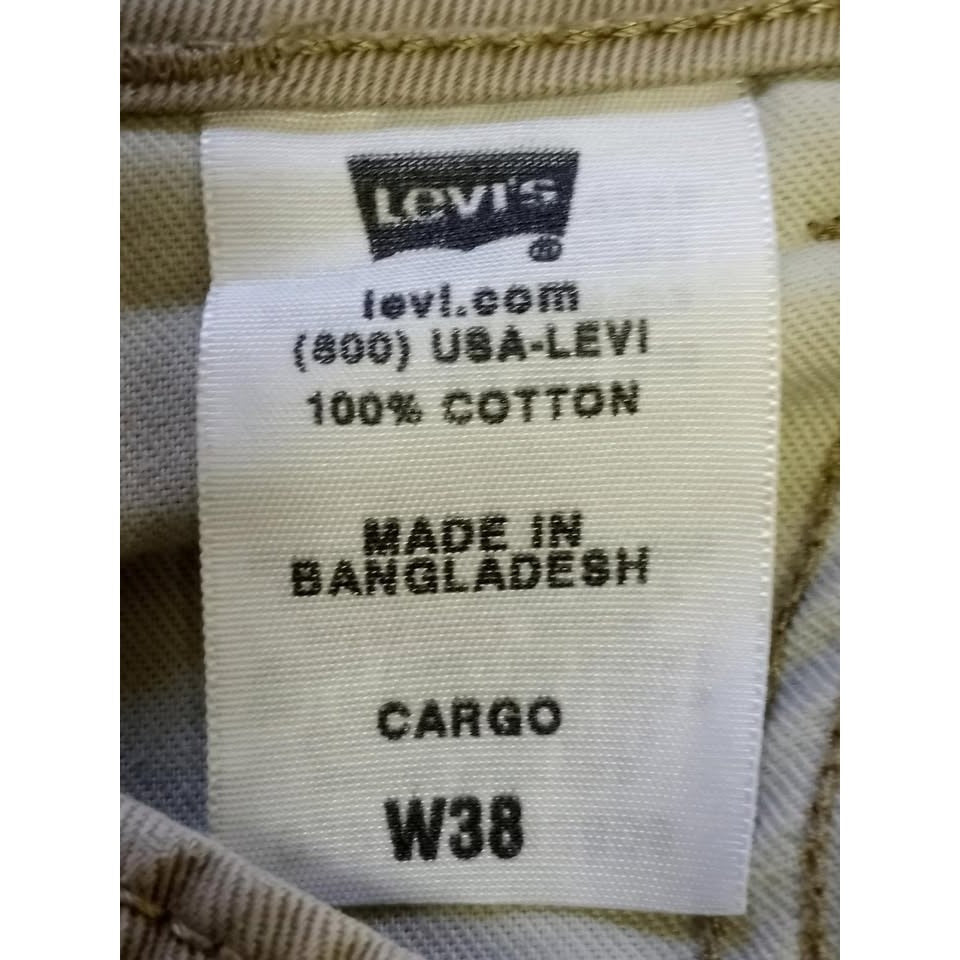 Levi's
®
levi.com
(800) USA-LEVI
100% COTTON
MADE IN
BANGLADESH
CARGO
W38